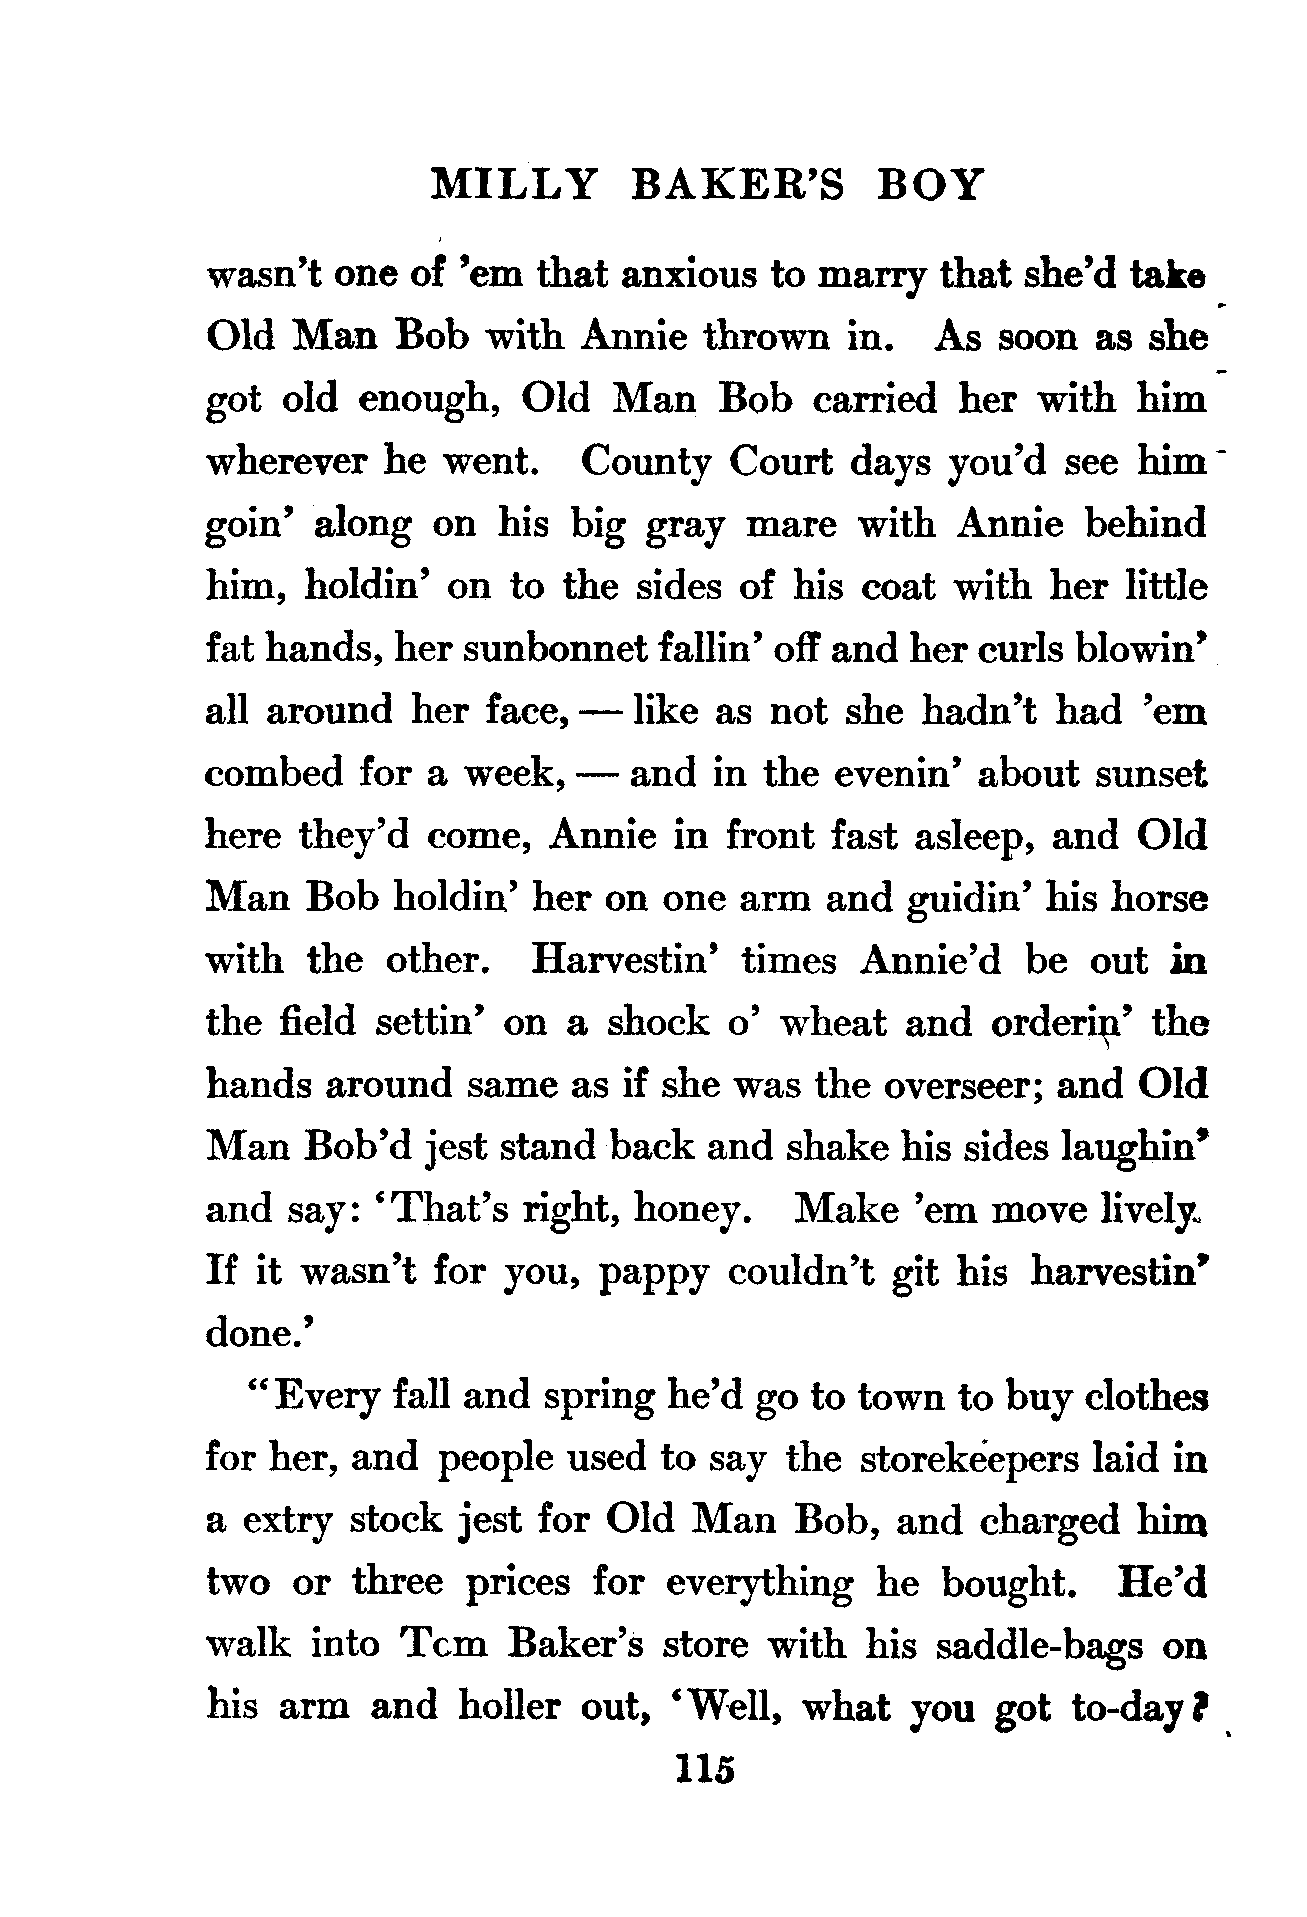 MILLY BAKER'S BOY
wasn't one of 'em that anxious to marry that she'd take
Old Man Bob with Annie thrown in. As soon as she
got old enough, Old Man Bob carried her with him
wherever he went. County Court days you'd see him
goin' along on his big gray mare with Annie behind
him, holdin' on to the sides of his coat with her little
fat hands, her sunbonnet fallin' off and her curls blowin'
all around her face, — like as not she hadn't had 'em
combed for a week, — and in the evenin' about sunset
here they'd come, Annie in front fast asleep, and Old
Man Bob holdin' her on one arm and guidin' his horse
with the other. Harvestin' times Annie'd be out in
the field settin' on a shock o' wheat and orderin' the
hands around same as if she was the overseer; and Old
Man Bob'd jest stand back and shake his sides laughin'
and say: 'That's right, honey. Make 'em move lively.
If it wasn't for you, pappy couldn't git his harvestin'
done.'
"Every fall and spring he'd go to town to buy clothes
for her, and people used to say the storekeepers laid in
a extry stock jest for Old Man Bob, and charged him
two or three prices for everything he bought. He'd
walk into Tom Baker's store with his saddle-bags on
his arm and holler out, 'Well, what you got to-day?
115